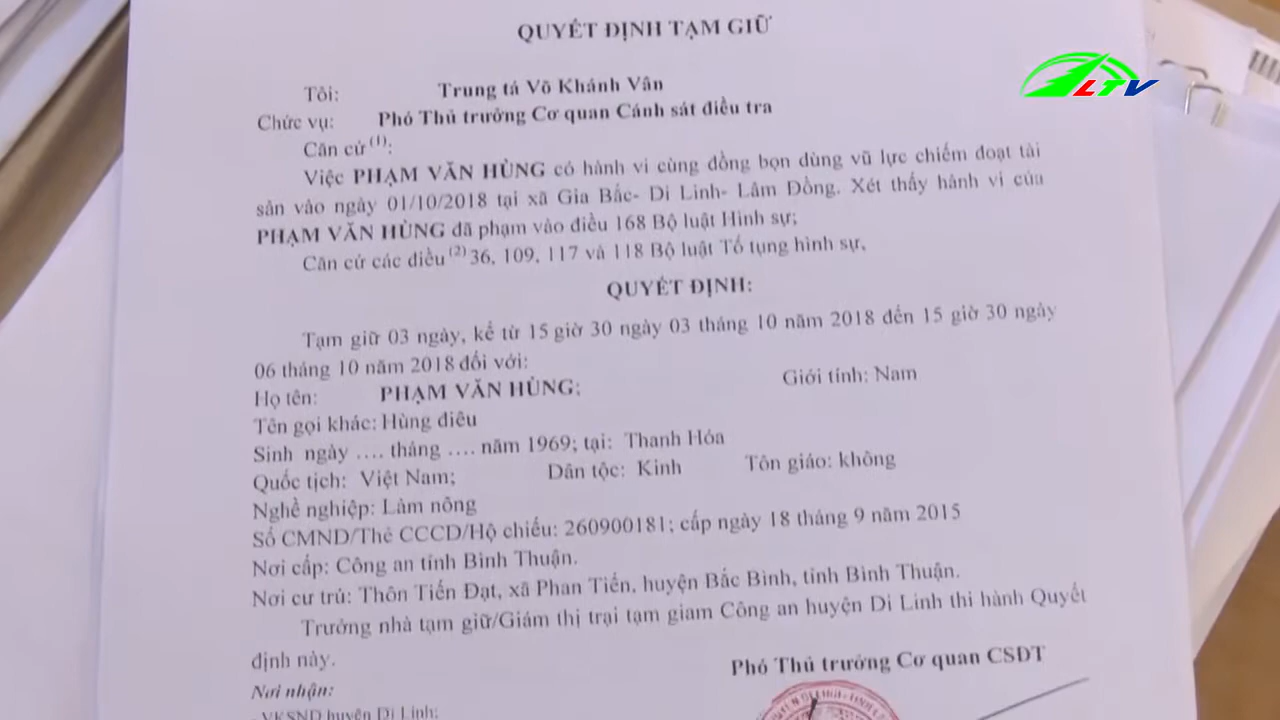 QUYẾT ĐỊNH TẠM GIỮ
LTV
Tôi: Trung tá Võ Khánh Vân
Chức vụ: Phó Thủ trưởng Cơ quan Cảnh sát điều tra
Căn cứ (1):
Việc PHẠM VĂN HÙNG có hành vi cùng đồng bọn dùng vũ lực chiếm đoạt tài
sản vào ngày 01/10/2018 tại xã Gia Bắc- Di Linh- Lâm Đồng. Xét thấy hành vi của
PHẠM VĂN HÙNG đã phạm vào điều 168 Bộ luật Hình sự;
Căn cứ các điều (2) 36, 109, 117 và 118 Bộ luật Tố tụng hình sự,
QUYẾT ĐỊNH:
Tạm giữ 03 ngày, kể từ 15 giờ 30 ngày 03 tháng 10 năm 2018 đến 15 giờ 30 ngày
06 tháng 10 năm 2018 đối với:
Họ tên: PHẠM VĂN HÙNG; Giới tính: Nam
Tên gọi khác: Hùng điêu
Sinh ngày .... tháng .... năm 1969; tại: Thanh Hóa
Quốc tịch: Việt Nam; Dân tộc: Kinh Tôn giáo: không
Nghề nghiệp: Làm nông
Số CMND/Thẻ CCCD/Hộ chiếu: 260900181; cấp ngày 18 tháng 9 năm 2015
Nơi cấp: Công an tỉnh Bình Thuận.
Nơi cư trú: Thôn Tiến Đạt, xã Phan Tiến, huyện Bắc Bình, tỉnh Bình Thuận.
Trưởng nhà tạm giữ/Giám thị trại tạm giam Công an huyện Di Linh thi hành Quyết
định này.
Phó Thủ trưởng Cơ quan CSĐT
Nơi nhận:
- VKSND huyện Di Linh;